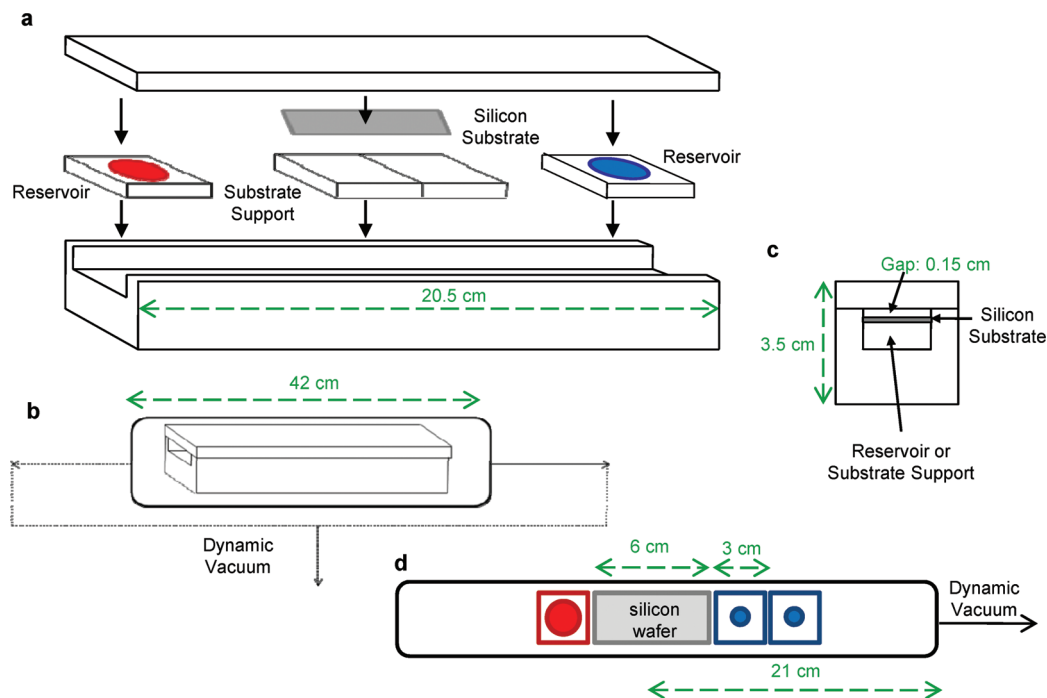 a
Silicon
Substrate
Reservoir
Substrate
Support
Reservoir
20.5 cm
c
Gap: 0.15 cm
Silicon
Substrate
3.5 cm
Reservoir or
Substrate Support
b
42 cm
Dynamic
Vacuum
d
6 cm
3 cm
silicon
wafer
Dynamic
Vacuum
21 cm